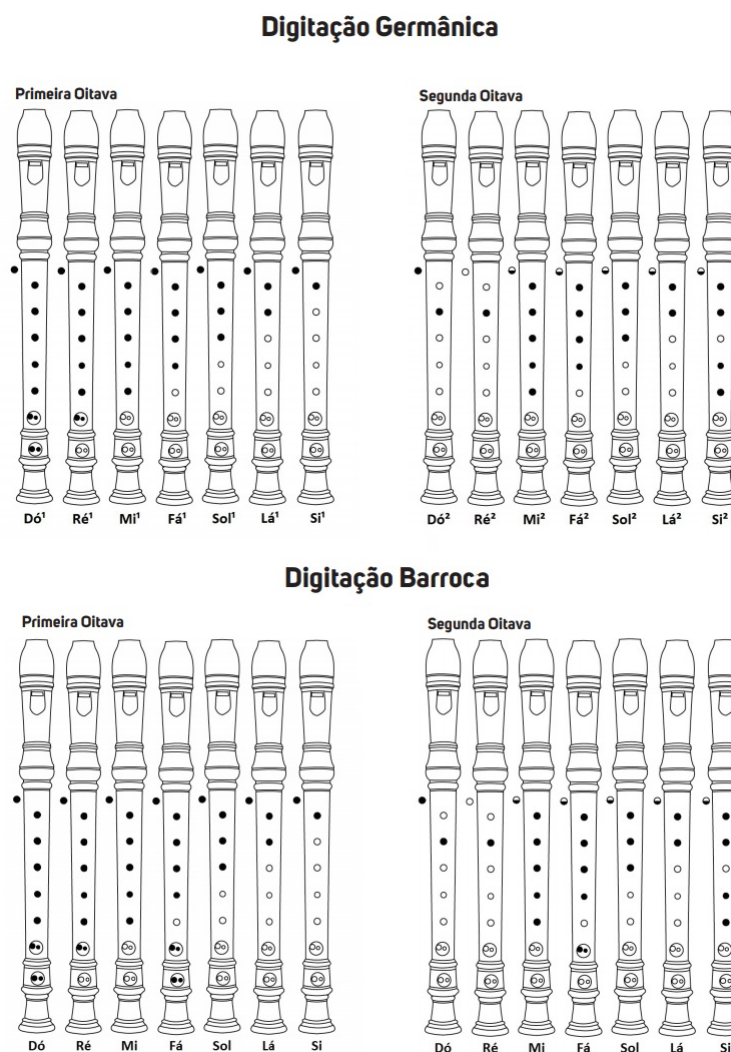 Digitação Germânica
Primeira Oitava
Segunda Oitava
Dó¹ Ré¹ Mi¹ Fá¹ Sol¹ Lá¹ Si¹
Dó² Ré² Mi² Fá² Sol² Lá² Si²
Digitação Barroca
Primeira Oitava
Segunda Oitava
Dó Ré Mi Fá Sol Lá Si
Dó Ré Mi Fá Sol Lá Si